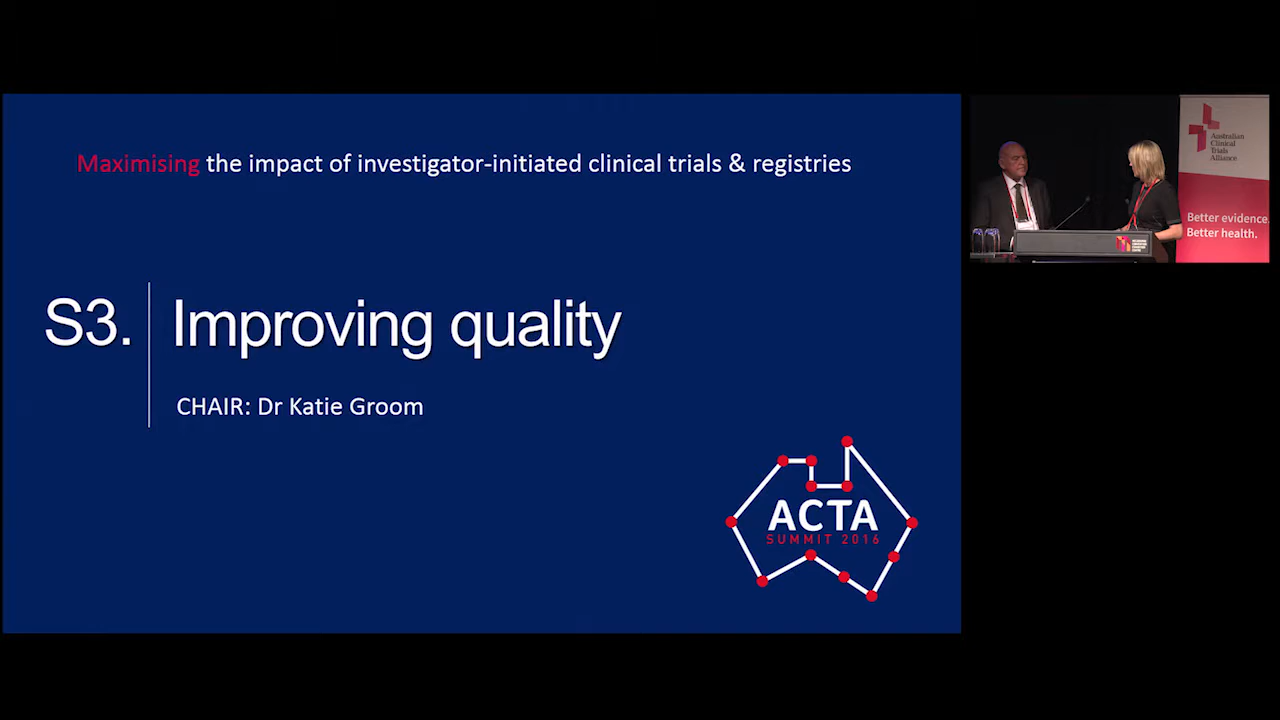 Maximising the impact of investigator-initiated clinical trials & registries
S3. Improving quality
CHAIR: Dr Katie Groom
ACTA
SUMMIT 2016
Australian
Clinical
Trials
Alliance
Better evidence.
Better health.